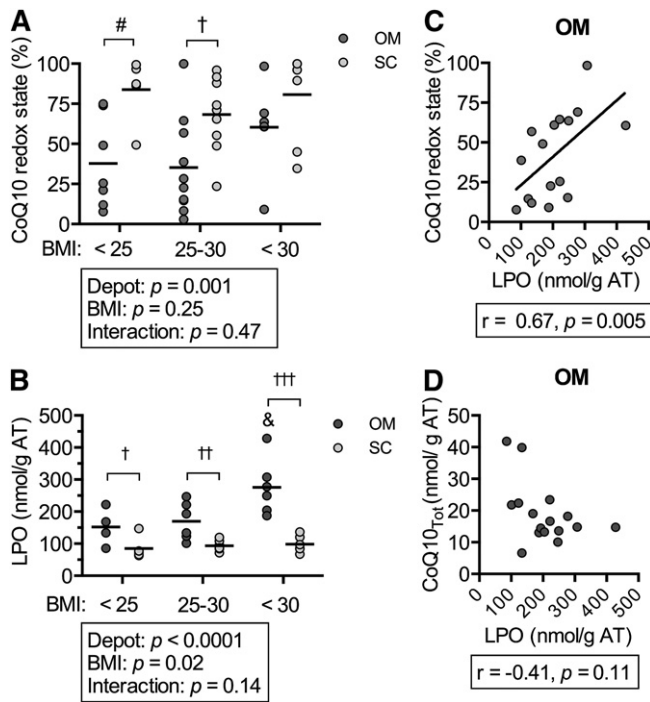 A
# †
OM
SC
CoQ10 redox state (%)
100
75
50
25
0
BMI: < 25 25-30 < 30
Depot: p = 0.001
BMI: p = 0.25
Interaction: p = 0.47
B
† †† &  †††
OM
SC
LPO (nmol/g AT)
500
400
300
200
100
0
BMI: < 25 25-30 < 30
Depot: p < 0.0001
BMI: p = 0.02
Interaction: p = 0.14
C
OM
CoQ10 redox state (%)
100
75
50
25
0
0 100 200 300 400 500
LPO (nmol/g AT)
r = 0.67, p = 0.005
D
OM
CoQ10Tot (nmol/ g AT)
50
40
30
20
10
0
0 100 200 300 400 500
LPO (nmol/g AT)
r = -0.41, p = 0.11